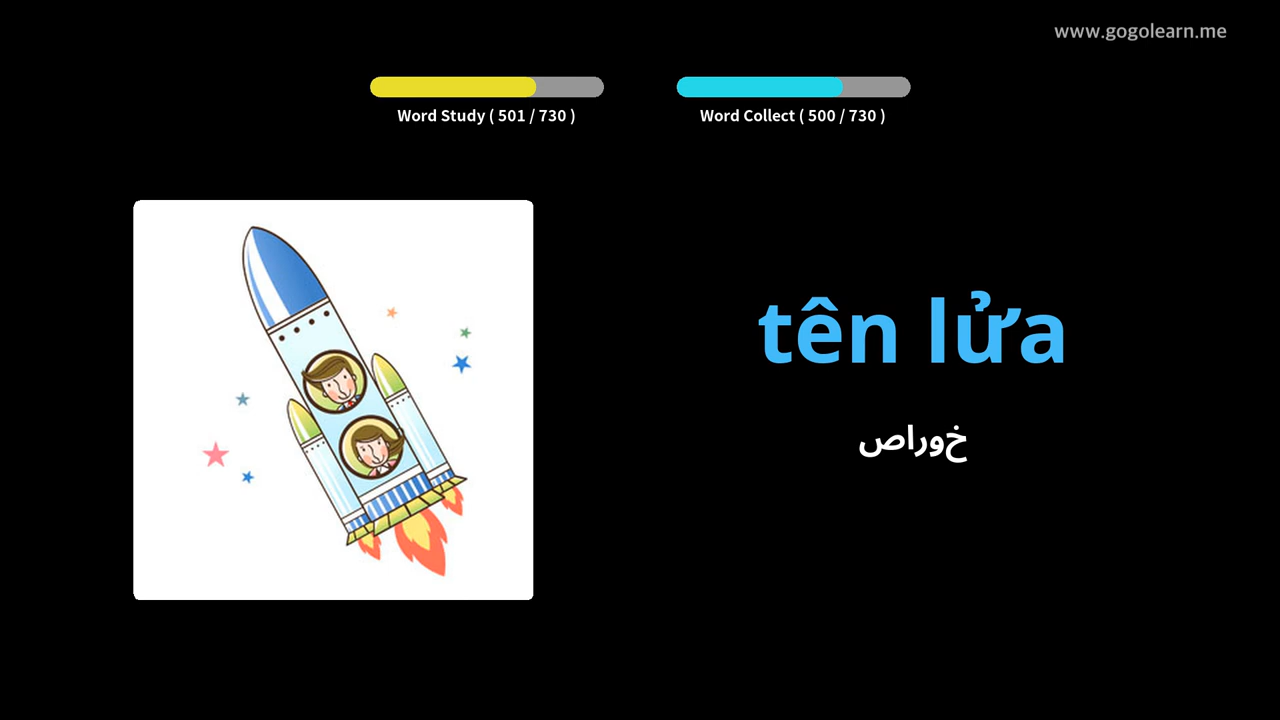 www.gogolearn.me
Word Study ( 501 / 730 )
Word Collect ( 500 / 730 )
tên lửa
خوراص